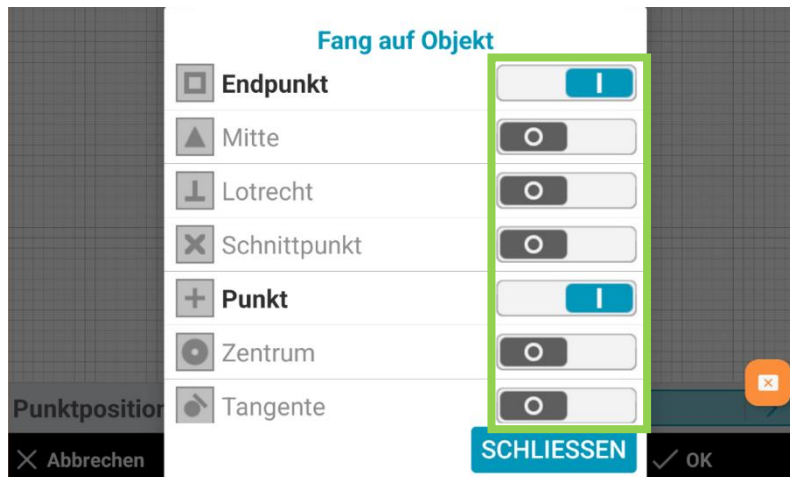 Fang auf Objekt
Endpunkt
Mitte
Lotrecht
Schnittpunkt
Punkt
Zentrum
Tangente
Punktposition
SCHLIESSEN
Abbrechen
OK